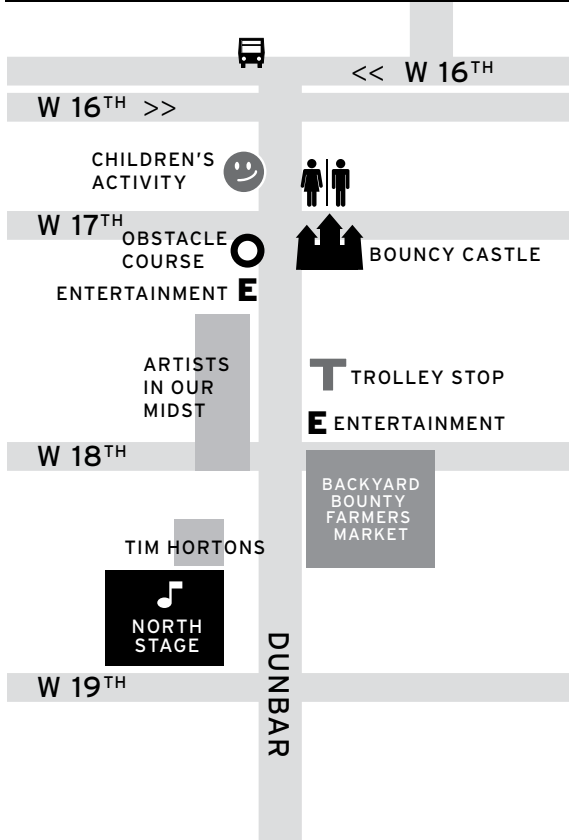 << W 16TH
W 16TH >>
CHILDREN'S
ACTIVITY
W 17TH
OBSTACLE
COURSE
BOUNCY CASTLE
ENTERTAINMENT E
ARTISTS
IN OUR
MIDST
T TROLLEY STOP
E ENTERTAINMENT
W 18TH
BACKYARD
BOUNTY
FARMERS
MARKET
TIM HORTONS
NORTH
STAGE
DUNBAR
W 19TH